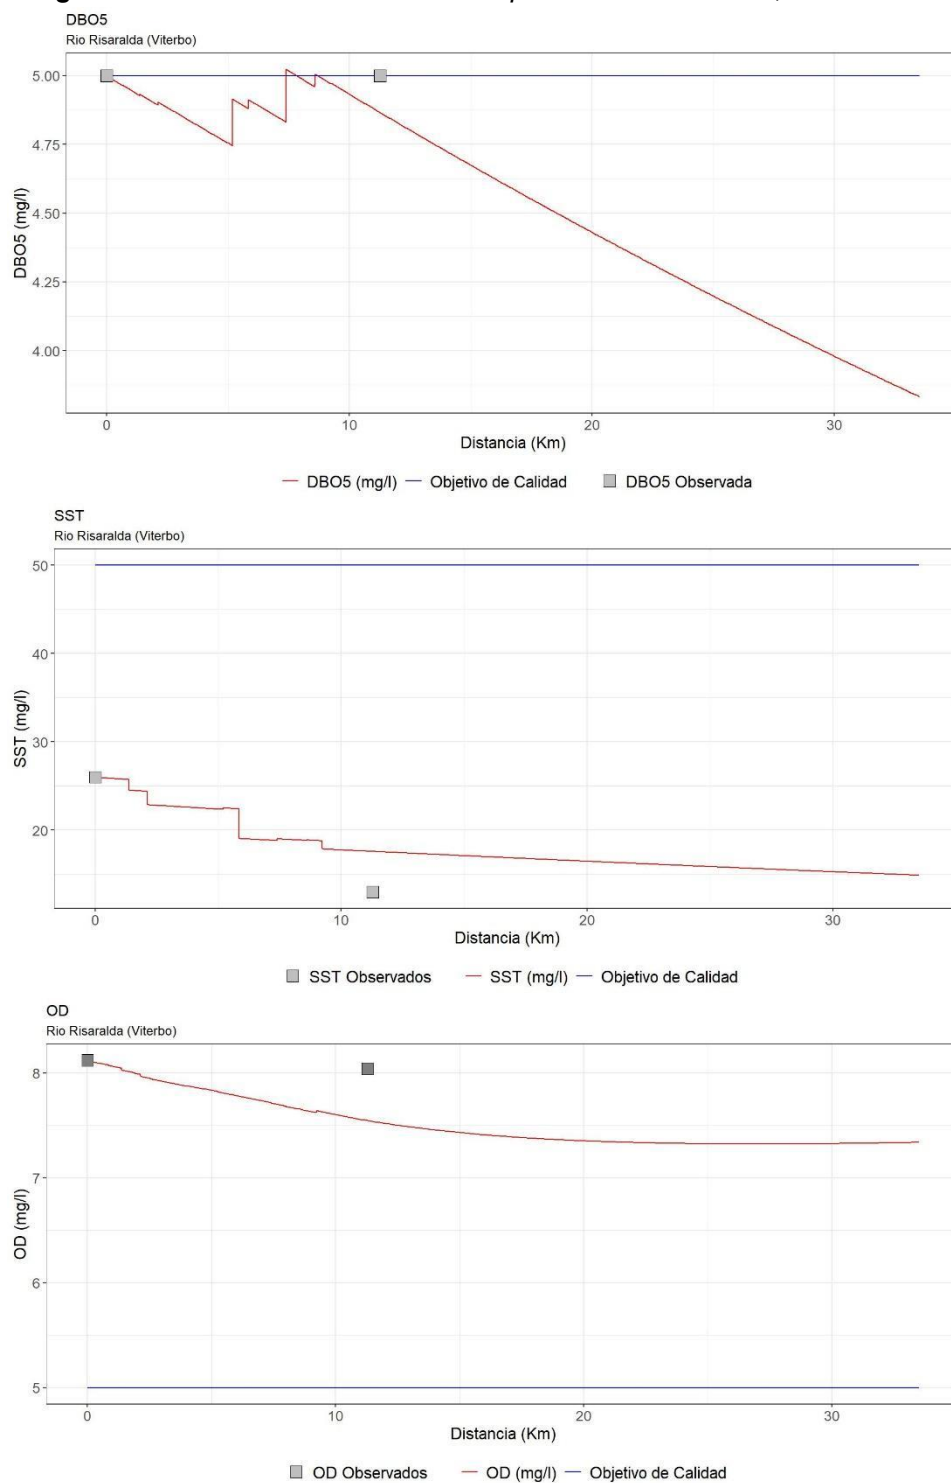 DBO5
Rio Risaralda (Viterbo)
5.00
4.75
4.50
4.25
4.00
DBO5 (mg/l)
0 10 20 30
Distancia (Km)
DBO5 (mg/l) Objetivo de Calidad DBO5 Observada
SST
Rio Risaralda (Viterbo)
50
40
30
20
SST (mg/l)
0 10 20 30
Distancia (Km)
SST Observados SST (mg/l) Objetivo de Calidad
OD
Rio Risaralda (Viterbo)
8
7
6
5
OD (mg/l)
0 10 20 30
Distancia (Km)
OD Observados OD (mg/l) Objetivo de Calidad